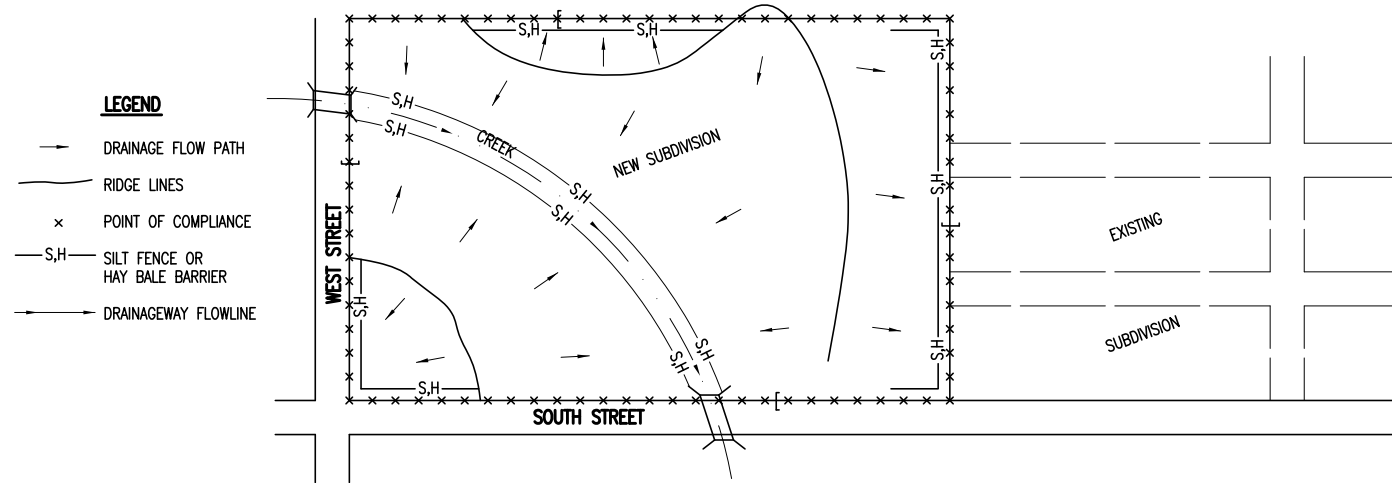 LEGEND
DRAINAGE FLOW PATH
RIDGE LINES
POINT OF COMPLIANCE
S,H
SILT FENCE OR
HAY BALE BARRIER
DRAINAGEWAY FLOWLINE
S,H
S,H
S,H
S,H
S,H
CREEK
NEW SUBDIVISION
S,H
S,H
S,H
WEST STREET
EXISTING
SUBDIVISION
S,H
S,H
S,H
S,H
S,H
SOUTH STREET